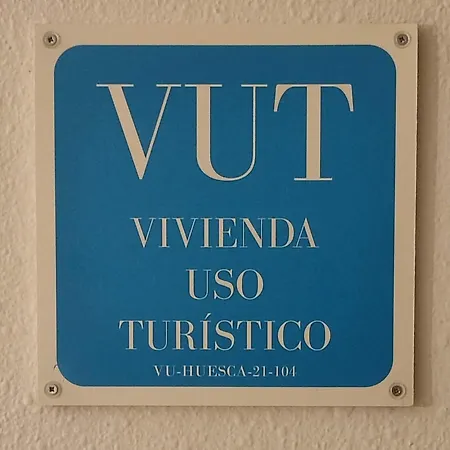 VUT
VIVIENDA
USO
TURÍSTICO
VU-HUESCA-21-104